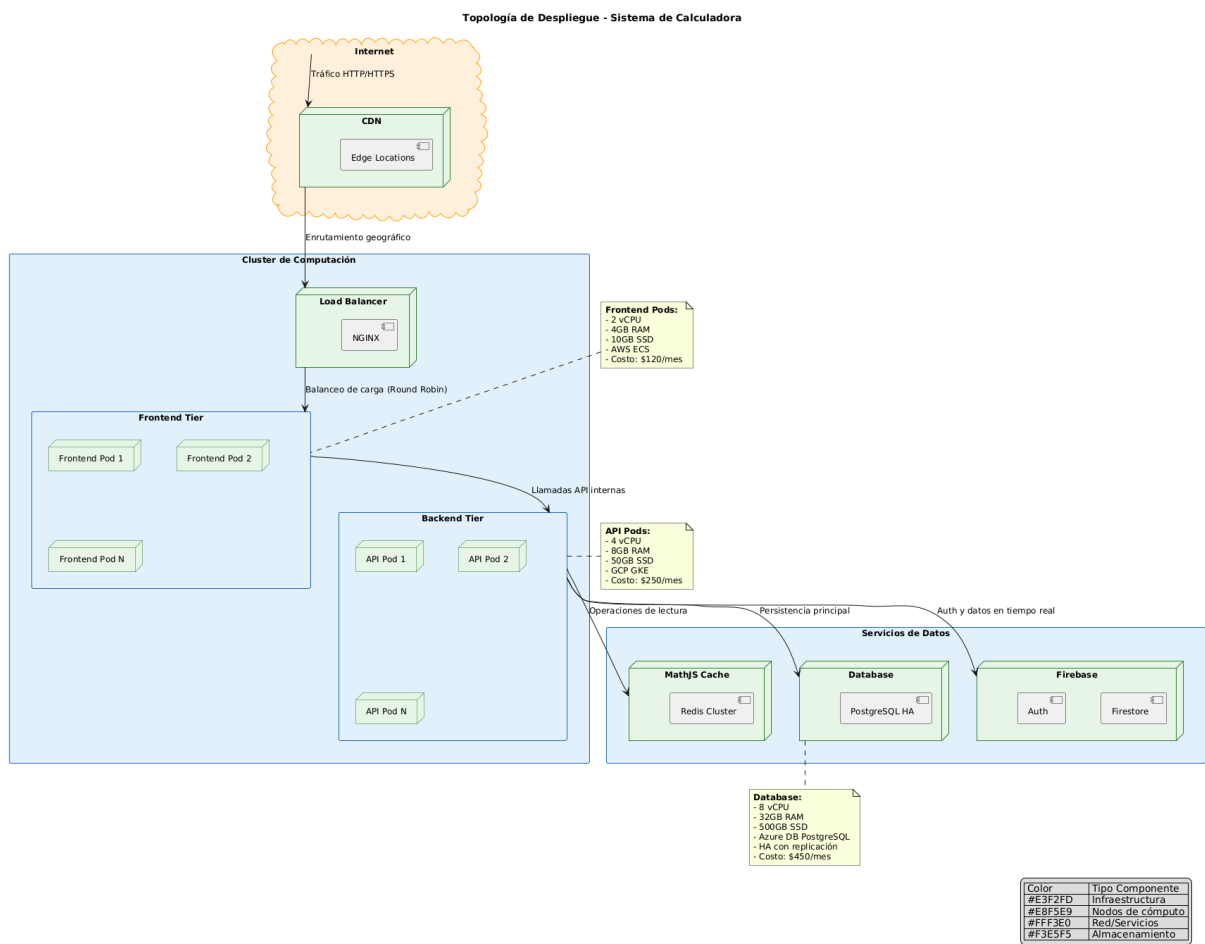 Topología de Despliegue - Sistema de Calculadora
Internet
Tráfico HTTP/HTTPS
CDN
Edge Locations
Enrutamiento geográfico
Cluster de Computación
Load Balancer
NGINX
Balanceo de carga (Round Robin)
Frontend Pods:
- 2 vCPU
- 4GB RAM
- 10GB SSD
- AWS ECS
- Costo: $120/mes
Frontend Tier
Frontend Pod 1
Frontend Pod 2
Frontend Pod N
Llamadas API internas
Backend Tier
API Pod 1
API Pod 2
API Pod N
API Pods:
- 4 vCPU
- 8GB RAM
- 50GB SSD
- GCP GKE
- Costo: $250/mes
Operaciones de lectura
Persistencia principal
Auth y datos en tiempo real
Servicios de Datos
MathJS Cache
Redis Cluster
Database
PostgreSQL HA
Firebase
Auth
Firestore
Database:
- 8 vCPU
- 32GB RAM
- 500GB SSD
- Azure DB PostgreSQL
- HA con replicación
- Costo: $450/mes
Color Tipo Componente
#E3F2FD Infraestructura
#E8F5E9 Nodos de cómputo
#FFF3E0 Red/Servicios
#F3E5F5 Almacenamiento